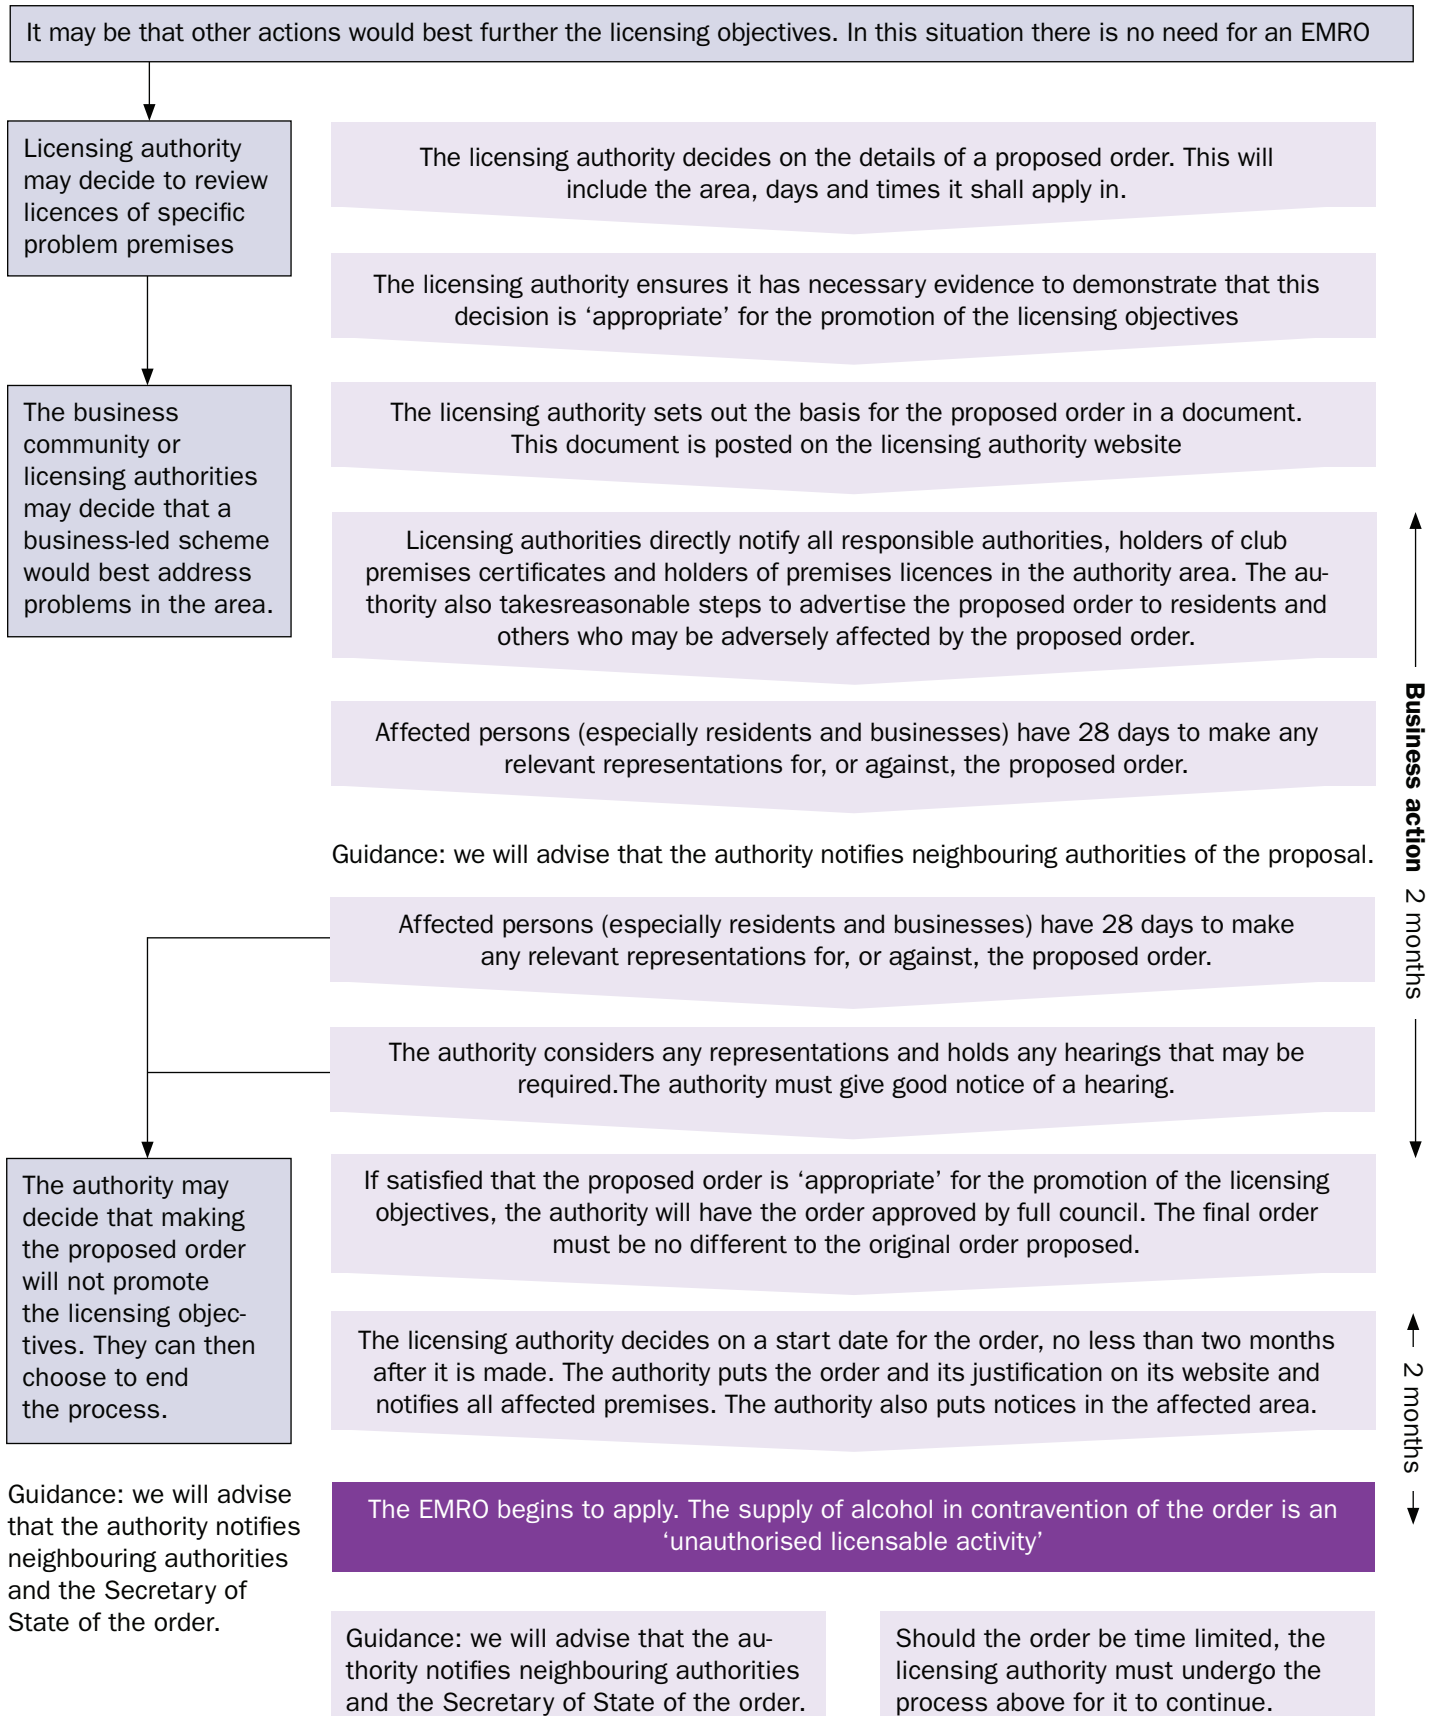 It may be that other actions would best further the licensing objectives. In this situation there is no need for an EMRO
Licensing authority
may decide to review
licences of specific
problem premises
The business
community or
licensing authorities
may decide that a
business-led scheme
would best address
problems in the area.
The licensing authority decides on the details of a proposed order. This will
include the area, days and times it shall apply in.
The licensing authority ensures it has necessary evidence to demonstrate that this
decision is ‘appropriate’ for the promotion of the licensing objectives
The licensing authority sets out the basis for the proposed order in a document.
This document is posted on the licensing authority website
Licensing authorities directly notify all responsible authorities, holders of club
premises certificates and holders of premises licences in the authority area. The au-
thority also takesreasonable steps to advertise the proposed order to residents and
others who may be adversely affected by the proposed order.
Affected persons (especially residents and businesses) have 28 days to make any
relevant representations for, or against, the proposed order.
Guidance: we will advise that the authority notifies neighbouring authorities of the proposal.
Affected persons (especially residents and businesses) have 28 days to make
any relevant representations for, or against, the proposed order.
The authority considers any representations and holds any hearings that may be
required.The authority must give good notice of a hearing.
Business action 2 months
The authority may
decide that making
the proposed order
will not promote
the licensing objec-
tives. They can then
choose to end
the process.
If satisfied that the proposed order is ‘appropriate’ for the promotion of the licensing
objectives, the authority will have the order approved by full council. The final order
must be no different to the original order proposed.
The licensing authority decides on a start date for the order, no less than two months
after it is made. The authority puts the order and its justification on its website and
notifies all affected premises. The authority also puts notices in the affected area.
2 months
Guidance: we will advise
that the authority notifies
neighbouring authorities
and the Secretary of
State of the order.
The EMRO begins to apply. The supply of alcohol in contravention of the order is an
‘unauthorised licensable activity’
Guidance: we will advise that the au-
thority notifies neighbouring authorities
and the Secretary of State of the order.
Should the order be time limited, the
licensing authority must undergo the
process above for it to continue.